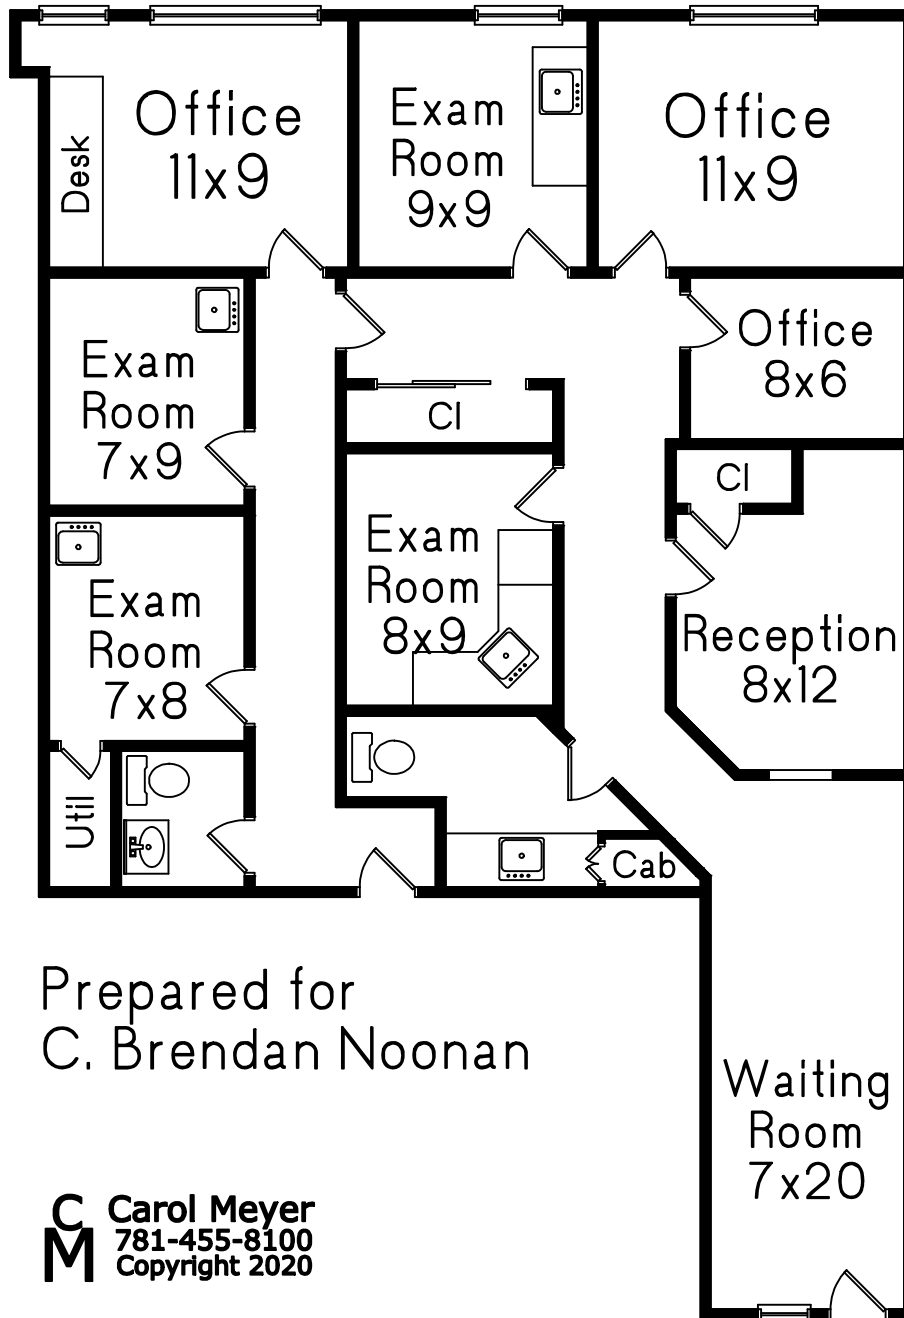 Office
11x9
Desk
Exam
Room
9x9
Office
11x9
Exam
Room
7x9
Office
8x6
Cl
Cl
Exam
Room
8x9
Exam
Room
7x8
Reception
8x12
Util
Cab
Prepared for
C. Brendan Noonan
Waiting
Room
7x20
CM
Carol Meyer
781-455-8100
Copyright 2020